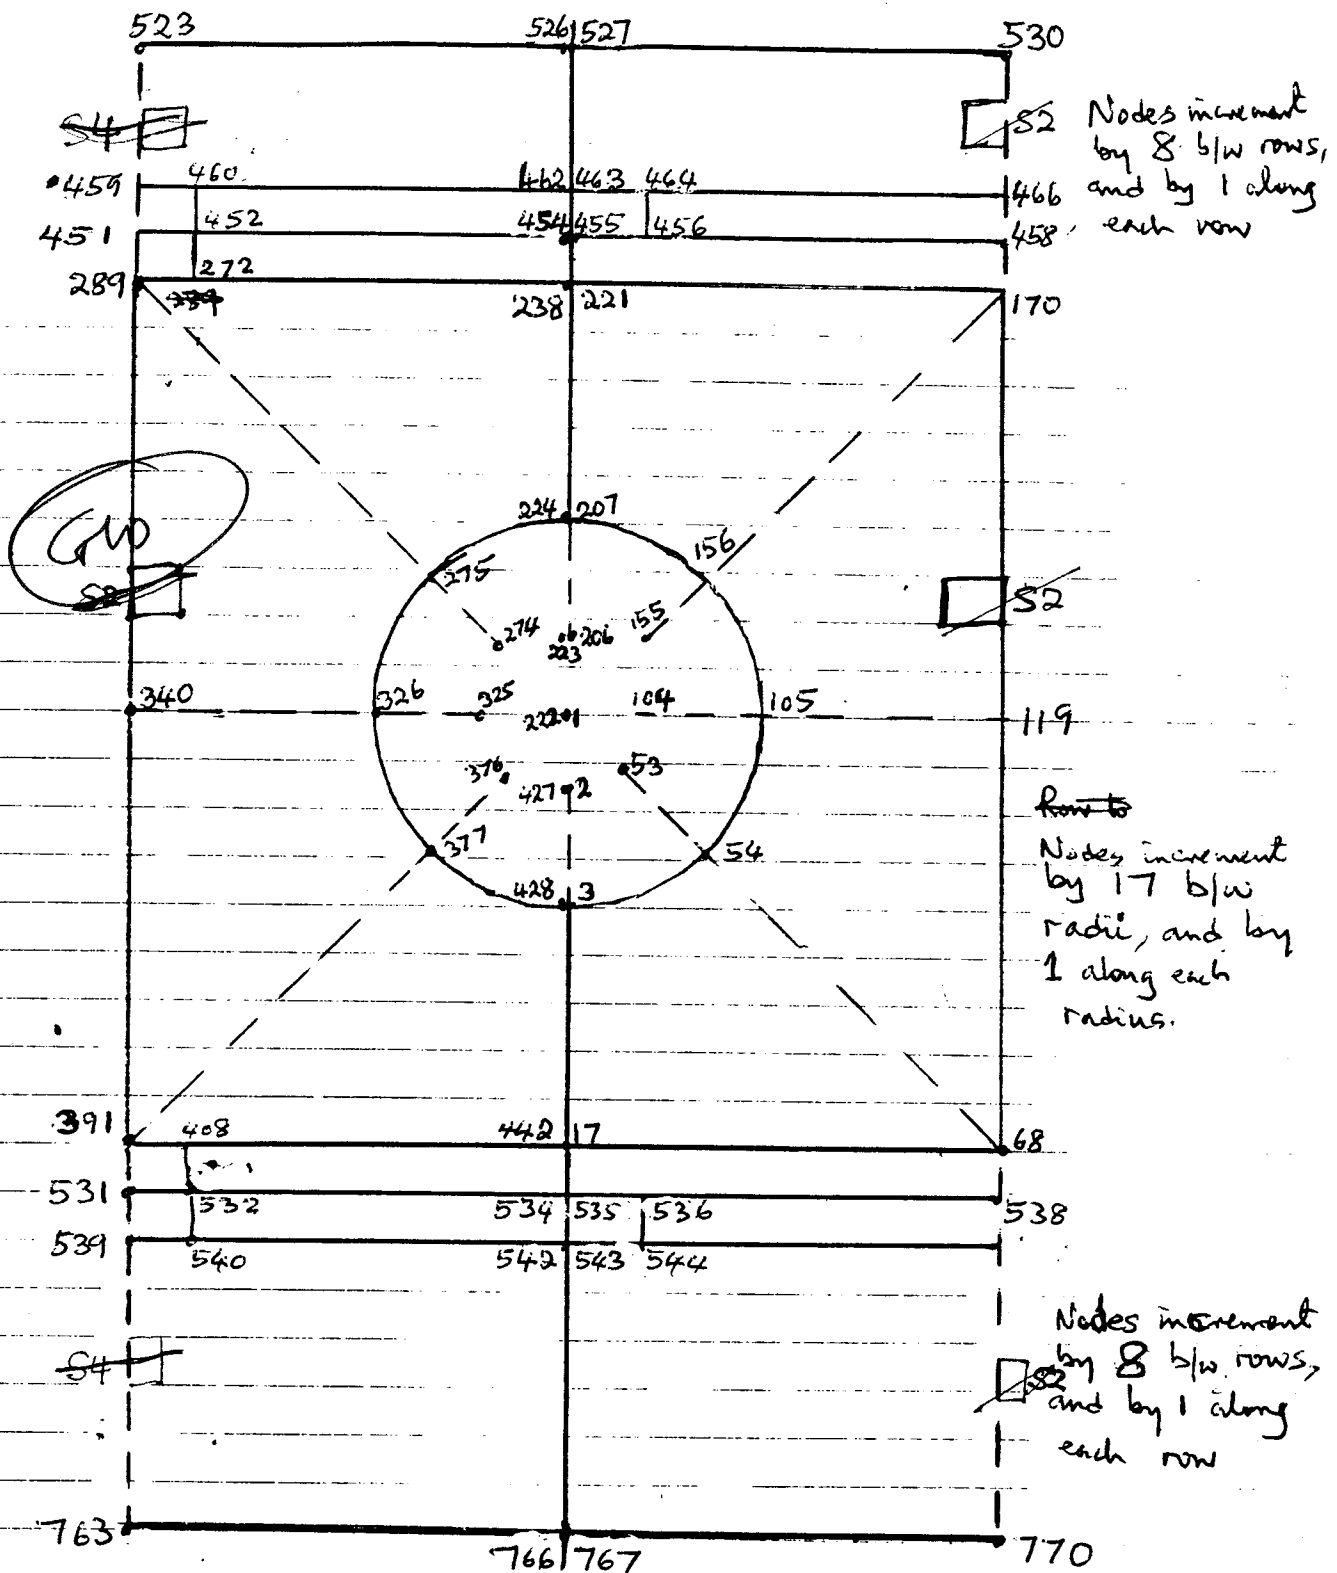 523 526 527 530
S4 S2 Nodes increment
by 8 b/w rows,
and by 1 along
each row
459 460 462 463 464 466
451 452 454 455 456 458
289 272 238 221 170
224 207
156
275
GMD
S2 S2
274 206 155
223
340 326 325 104 105 119
222 1
376 53
427 2
377 54
428 3
Row to
Nodes increment
by 17 b/w
radii, and by
1 along each
radius.
391 408 442 17 68
531 532 534 535 536 538
539 540 542 543 544
S4 S2 Nodes increment
by 8 b/w rows,
and by 1 along
each row
763 766 767 770